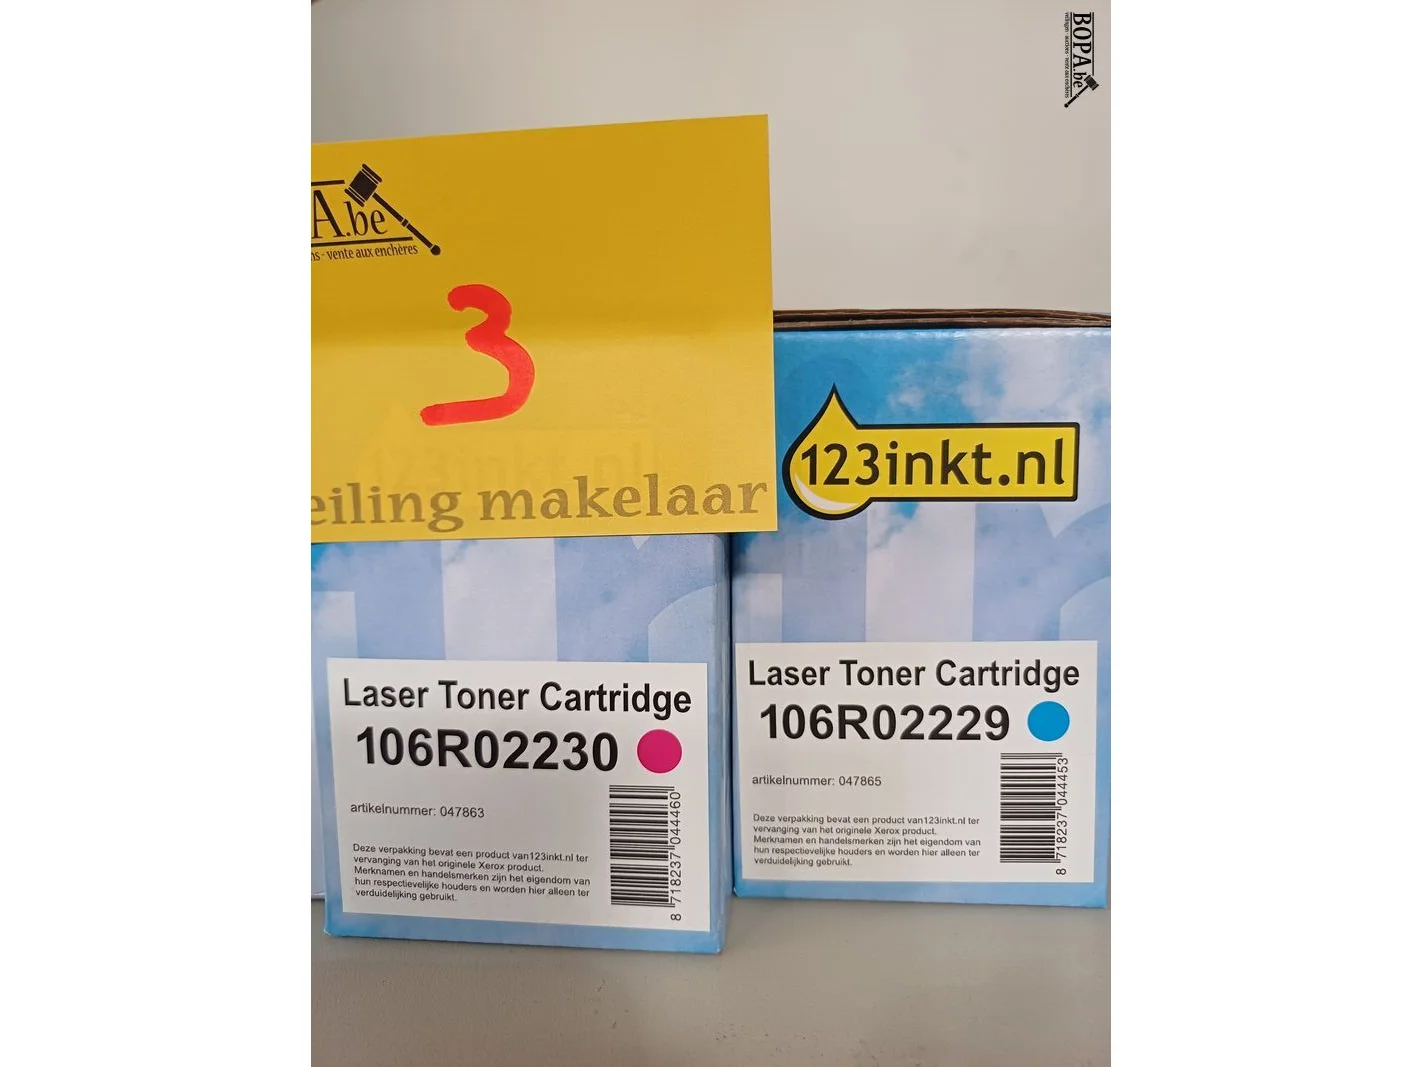 BOPA.be
A.be
vente aux enchères
3
eiling makelaar
123inkt.nl
Laser Toner Cartridge
106R02230
artikelnummer: 047863
Deze verpakking bevat een product van123inkt.nl ter
vervanging van het originele Xerox product.
Merknamen en handelsmerken zijn het eigendom van
hun respectievelijke houders en worden hier alleen ter
verduidelijking gebruikt.
8 718237 044460
Laser Toner Cartridge
106R02229
artikelnummer: 047865
Deze verpakking bevat een product van123inkt.nl ter
vervanging van het originele Xerox product.
Merknamen en handelsmerken zijn het eigendom van
hun respectievelijke houders en worden hier alleen ter
verduidelijking gebruikt.
8 718237 044453